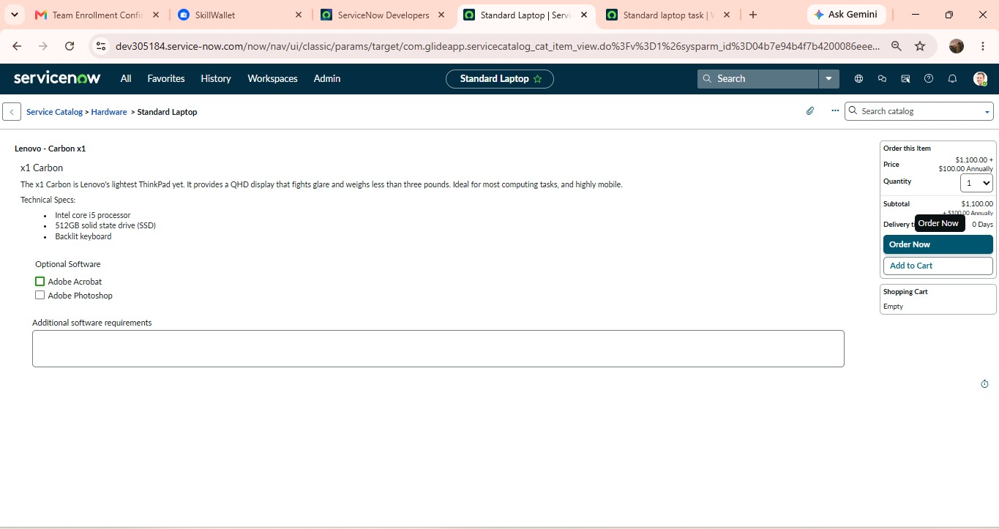 Team Enrollment Confir
SkillWallet
ServiceNow Developers
Standard Laptop | Servi
Standard laptop task |
Ask Gemini
dev305184.service-now.com/now/nav/ui/classic/params/target/com.glideapp.servicecatalog_cat_item_view.do%3Fv%3D1%26sysparm_id%3D04b7e94b4f7b4200086eee...
servicenow
All
Favorites
History
Workspaces
Admin
Standard Laptop
Search
Service Catalog > Hardware > Standard Laptop
Search catalog
Lenovo - Carbon x1
x1 Carbon
The x1 Carbon is Lenovo's lightest ThinkPad yet. It provides a QHD display that fights glare and weighs less than three pounds. Ideal for most computing tasks, and highly mobile.
Technical Specs:
Intel core i5 processor
512GB solid state drive (SSD)
Backlit keyboard
Optional Software
Adobe Acrobat
Adobe Photoshop
Additional software requirements
Order this Item
Price
$1,100.00 +
$100.00 Annually
Quantity
1
Subtotal
$1,100.00
+ $100.00 Annually
Delivery ti
0 Days
Order Now
Order Now
Add to Cart
Shopping Cart
Empty